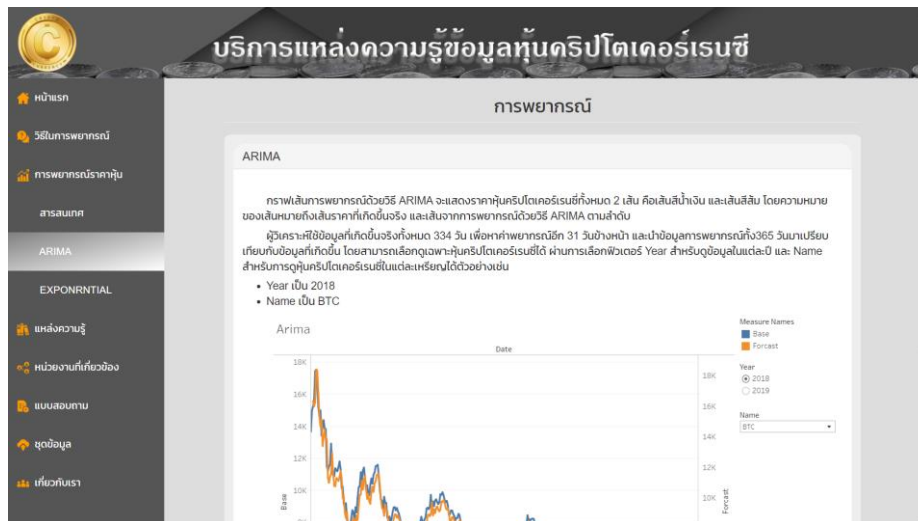 บริการแหล่งความรู้ข้อมูลหุ้นคริปโตเคอร์เรนซี
หน้าแรก
วิธีในการพยากรณ์
การพยากรณ์ราคาหุ้น
สารสนเทศ
ARIMA
EXPONRNTIAL
แหล่งความรู้
หน่วยงานที่เกี่ยวข้อง
แบบสอบถาม
ชุดข้อมูล
เกี่ยวกับเรา
การพยากรณ์
ARIMA
กราฟเส้นการพยากรณ์ด้วยวิธี ARIMA จะแสดงราคาหุ้นคริปโตเคอร์เรนซี่ทั้งหมด 2 เส้น คือเส้นสีน้ำเงิน และเส้นสีส้ม โดยความหมาย
ของเส้นหมายถึงเส้นราคาที่เกิดขึ้นจริง และเส้นจากการพยากรณ์ด้วยวิธี ARIMA ตามลำดับ
ผู้วิเคราะห์ใช้ข้อมูลที่เกิดขึ้นจริงทั้งหมด 334 วัน เพื่อหาค่าพยากรณ์อีก 31 วันข้างหน้า และนำข้อมูลการพยากรณ์ทั้ง365 วันมาเปรียบ
เทียบกับข้อมูลที่เกิดขึ้น โดยสามารถเลือกดูเฉพาะหุ้นคริปโตเคอร์เรนซี่ได้ ผ่านการเลือกฟิวเตอร์ Year สำหรับดูข้อมูลในแต่ละปี และ Name
สำหรับการดูหุ้นคริปโตเคอร์เรนซี่ในแต่ละเหรียญได้ตัวอย่างเช่น
• Year เป็น 2018
• Name เป็น BTC
Arima
Date
18K
16K
14K
12K
10K
Base
18K
16K
14K
12K
10K
Forcast
Measure Names
Base
Forcast
Year
2018
2019
Name
BTC